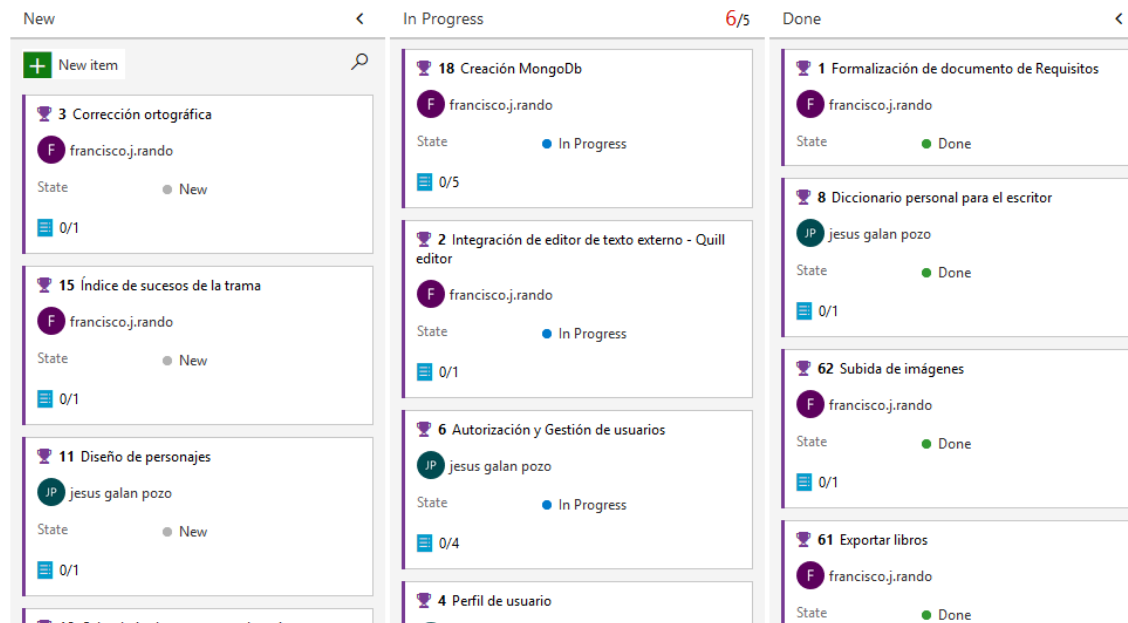 New
New item
3 Corrección ortográfica
F francisco.j.rando
State New
0/1
15 Índice de sucesos de la trama
F francisco.j.rando
State New
0/1
11 Diseño de personajes
JP jesus galan pozo
State New
0/1
In Progress 6/5
18 Creación MongoDb
F francisco.j.rando
State In Progress
0/5
2 Integración de editor de texto externo - Quill
editor
F francisco.j.rando
State In Progress
0/1
6 Autorización y Gestión de usuarios
JP jesus galan pozo
State In Progress
0/4
4 Perfil de usuario
Done
1 Formalización de documento de Requisitos
F francisco.j.rando
State Done
8 Diccionario personal para el escritor
JP jesus galan pozo
State Done
0/1
62 Subida de imágenes
F francisco.j.rando
State Done
0/1
61 Exportar libros
F francisco.j.rando
State Done